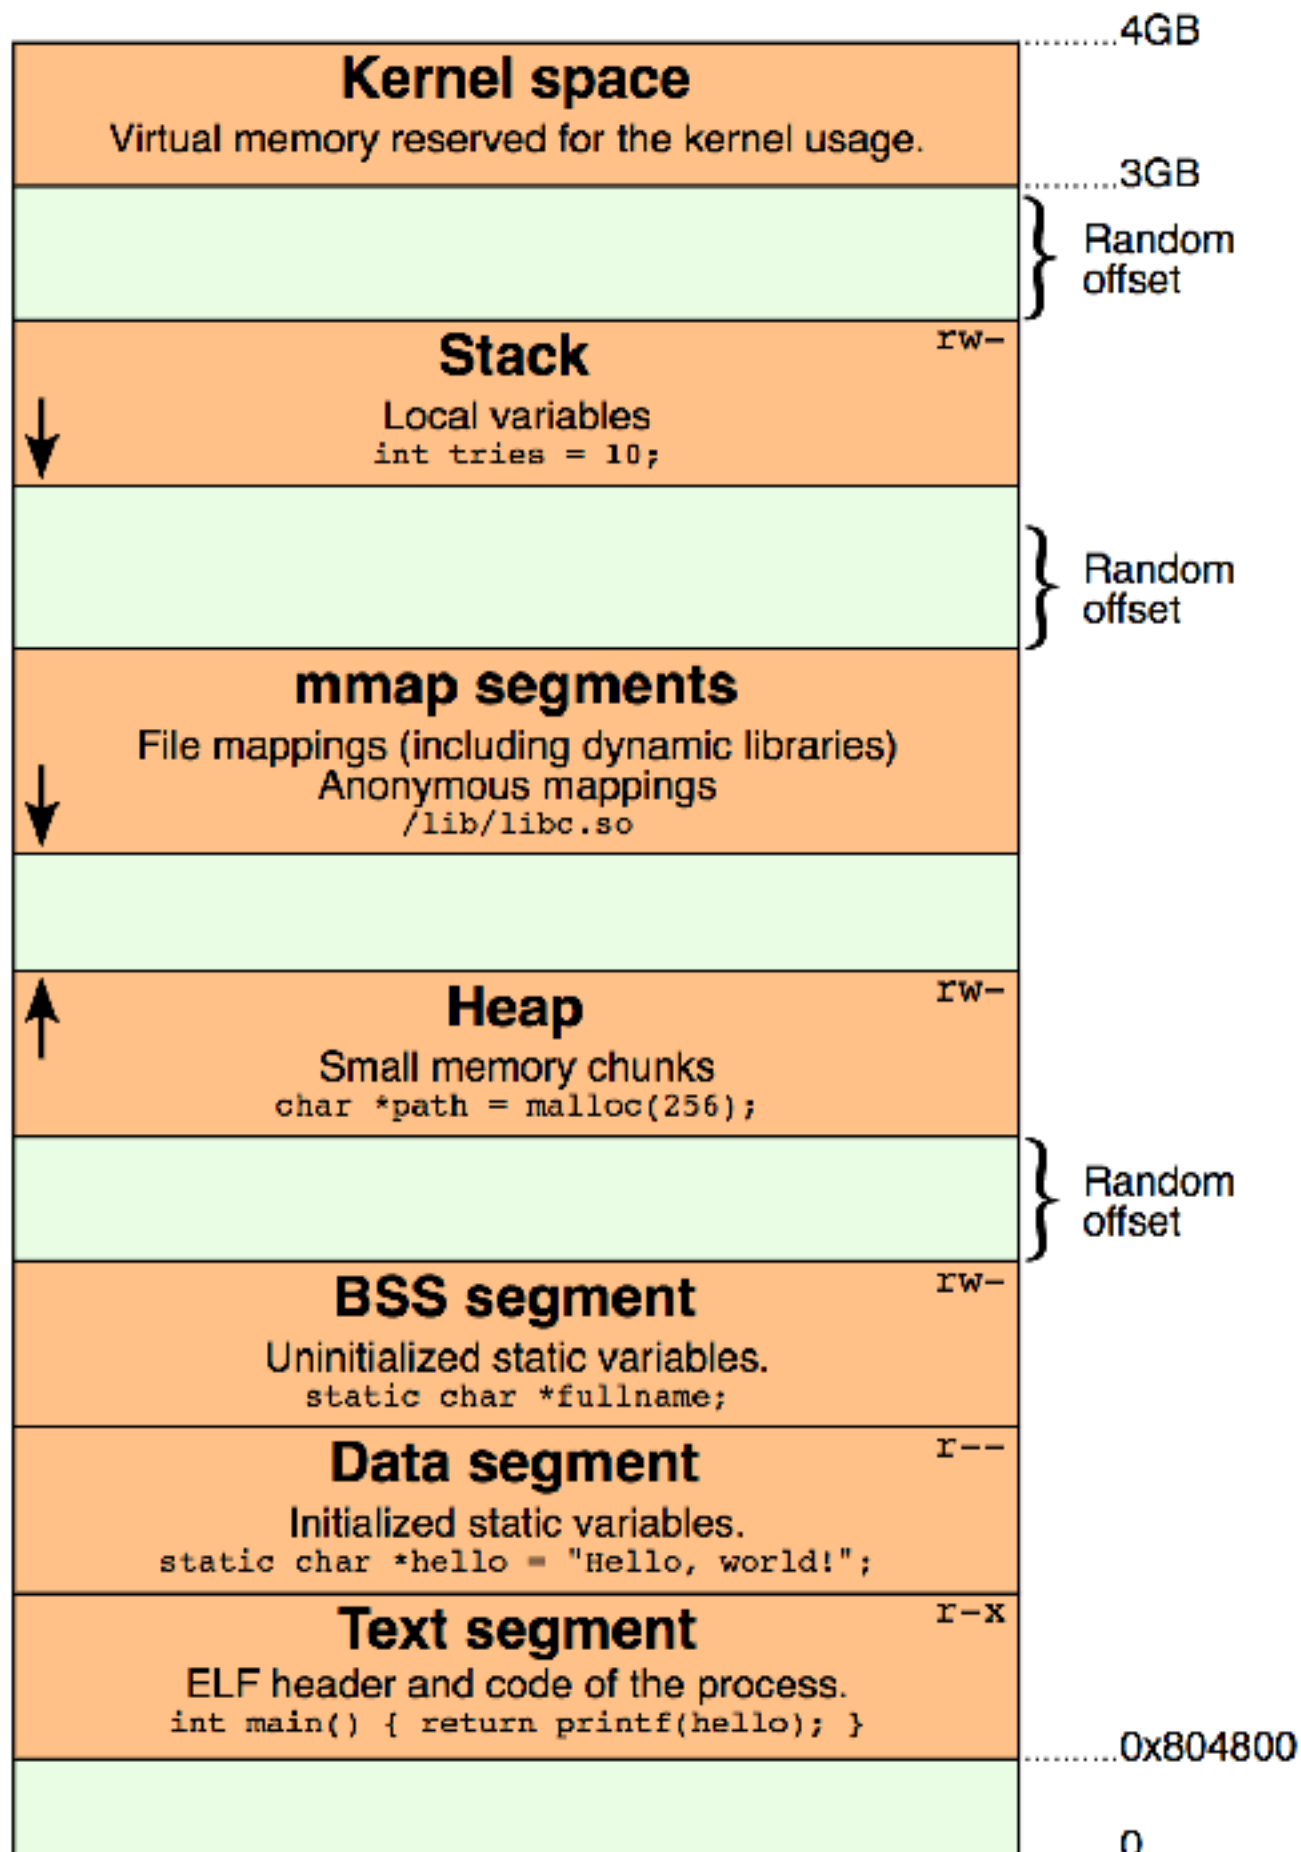 4GB
Kernel space
Virtual memory reserved for the kernel usage.
3GB
Random
offset
rw-
Stack
Local variables
int tries = 10;
Random
offset
mmap segments
File mappings (including dynamic libraries)
Anonymous mappings
/lib/libc.so
rw-
Heap
Small memory chunks
char *path = malloc(256);
Random
offset
rw-
BSS segment
Uninitialized static variables.
static char *fullname;
r--
Data segment
Initialized static variables.
static char *hello = "Hello, world!";
r-x
Text segment
ELF header and code of the process.
int main() { return printf(hello); }
0x804800
0